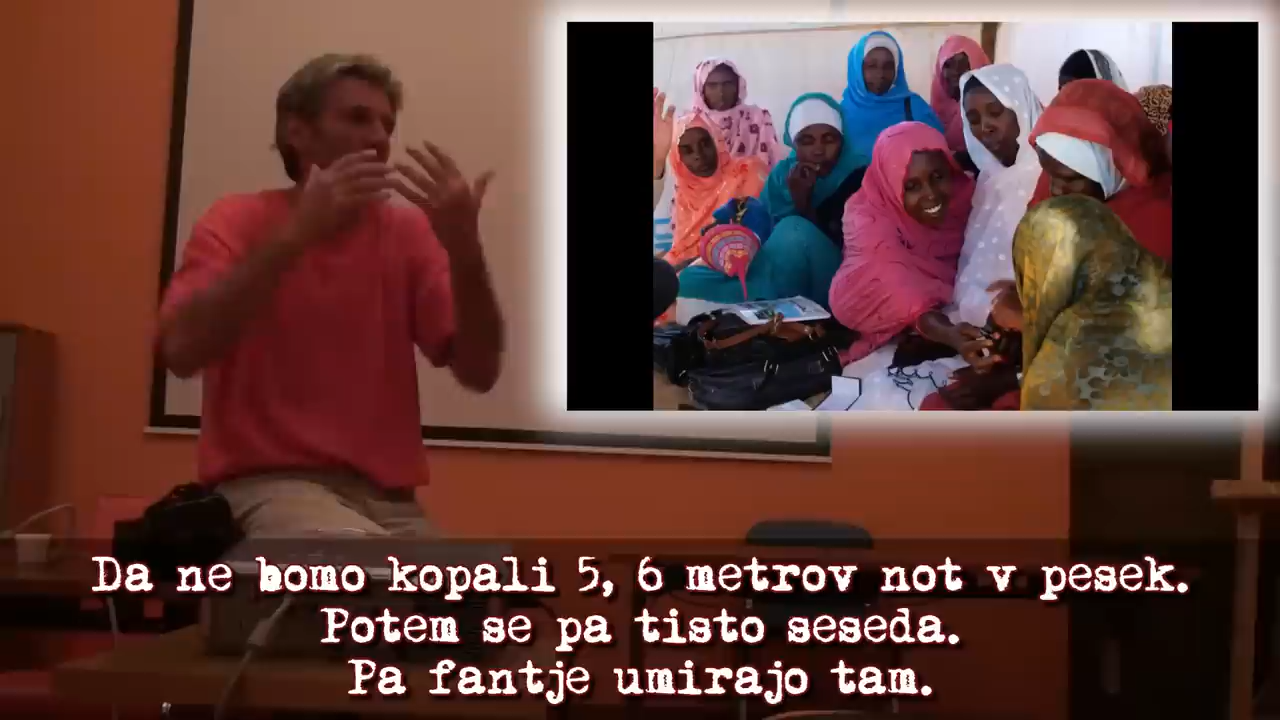 Da ne bomo kopali 5, 6 metrov not v pesek.
Potem se pa tisto seseda.
Pa fantje umirajo tam.